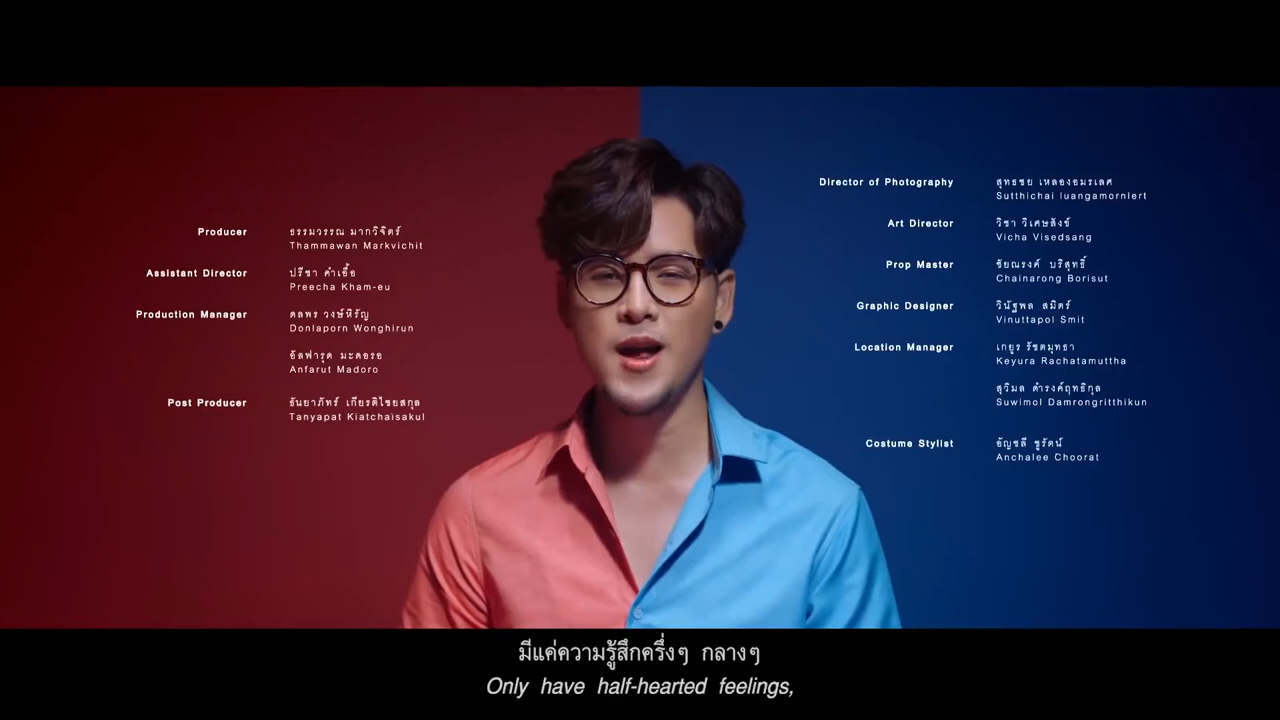 Producer ธรรมวรรณ มากวิจิตร์
Thammawan Markvichit
Assistant Director ปรีชา คำเอื้อ
Preecha Kham-eu
Production Manager ดลพร วงษ์หิรัญ
Donlaporn Wonghirun
อัลฟารุต มะดอรอ
Anfarut Madoro
Post Producer ธันยาภัทร์ เกียรติไชยสกุล
Tanyapat Kiatchaisakul
Director of Photography สุทธชย เหลืองอมรเลศ
Sutthichai luangamornlert
Art Director วิชา วิเศษสังข์
Vicha Visedsang
Prop Master ชัยณรงค์ บริสุทธิ์
Chainarong Borisut
Graphic Designer วินัฐพล สมิตร์
Vinuttapol Smit
Location Manager เกยูร รัชตมุทธา
Keyura Rachatamuttha
สุวิมล ดำรงค์ฤทธิกุล
Suwimol Damrongritthikun
Costume Stylist อัญชลี ชูรัตน์
Anchalee Choorat
มีแค่ความรู้สึกครึ่งๆ กลางๆ
Only have half-hearted feelings,